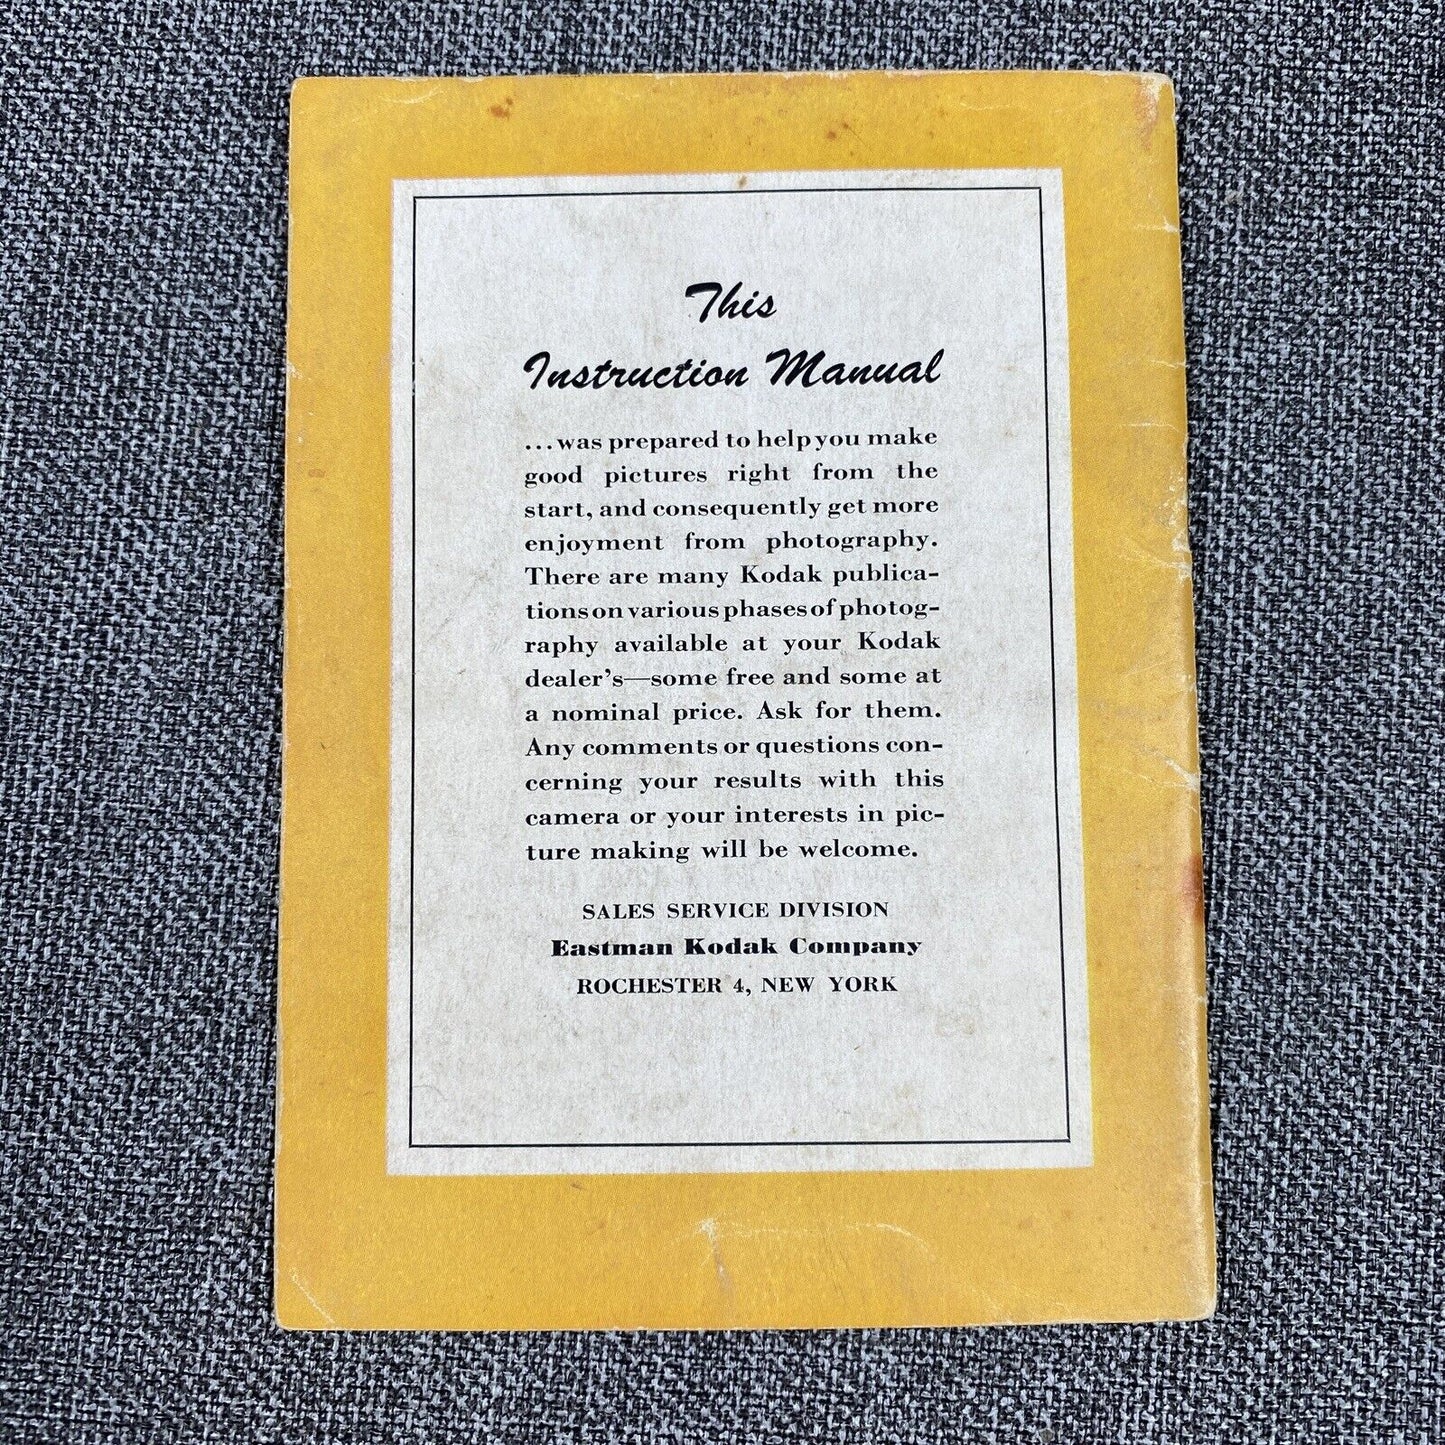 This
Instruction Manual
...was prepared to help you make
good pictures right from the
start, and consequently get more
enjoyment from photography.
There are many Kodak publica-
tions on various phases of photog-
raphy available at your Kodak
dealer's—some free and some at
a nominal price. Ask for them.
Any comments or questions con-
cerning your results with this
camera or your interests in pic-
ture making will be welcome.
SALES SERVICE DIVISION
Eastman Kodak Company
ROCHESTER 4, NEW YORK